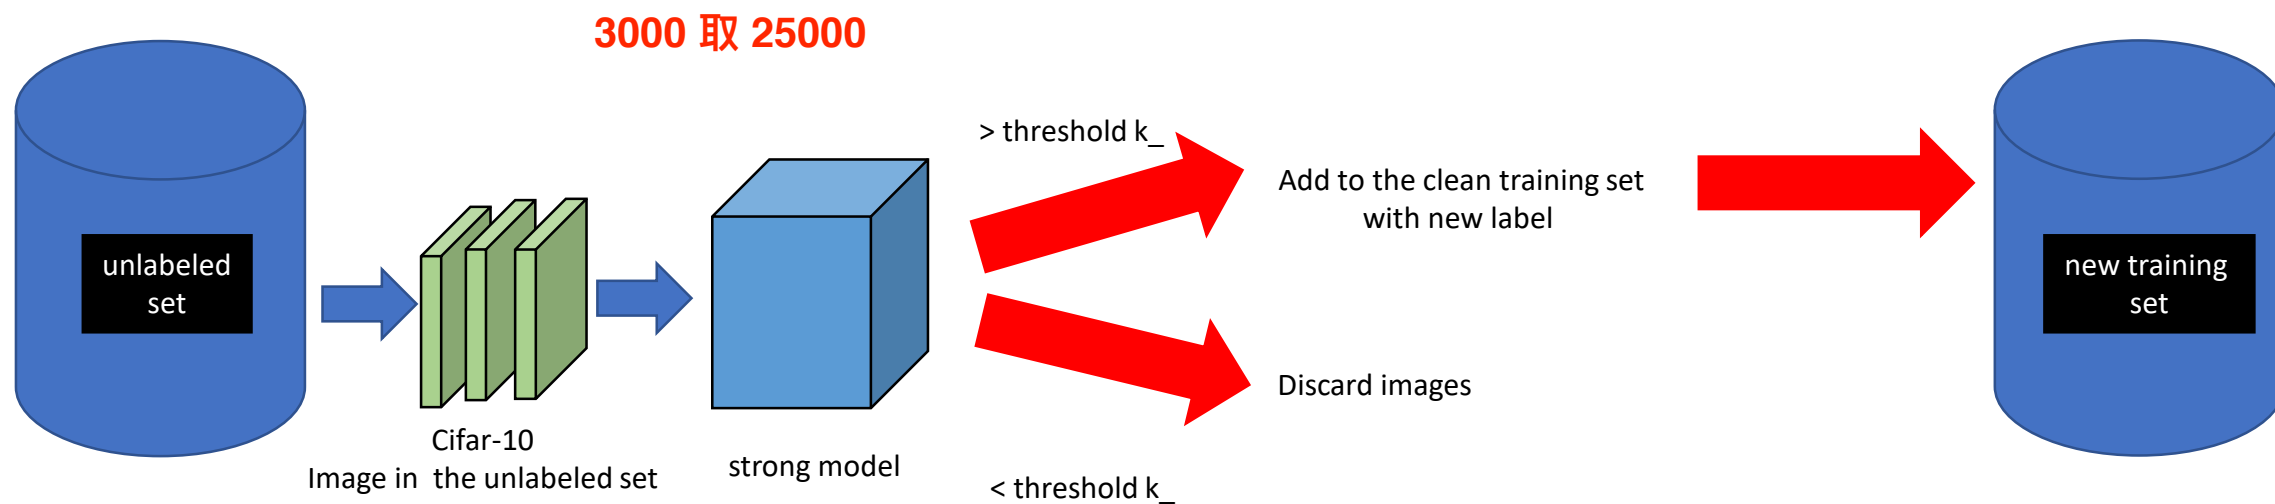 3000 取 25000
unlabeled
set
Cifar-10
Image in the unlabeled set
strong model
> threshold k_
Add to the clean training set
with new label
Discard images
< threshold k_
new training
set